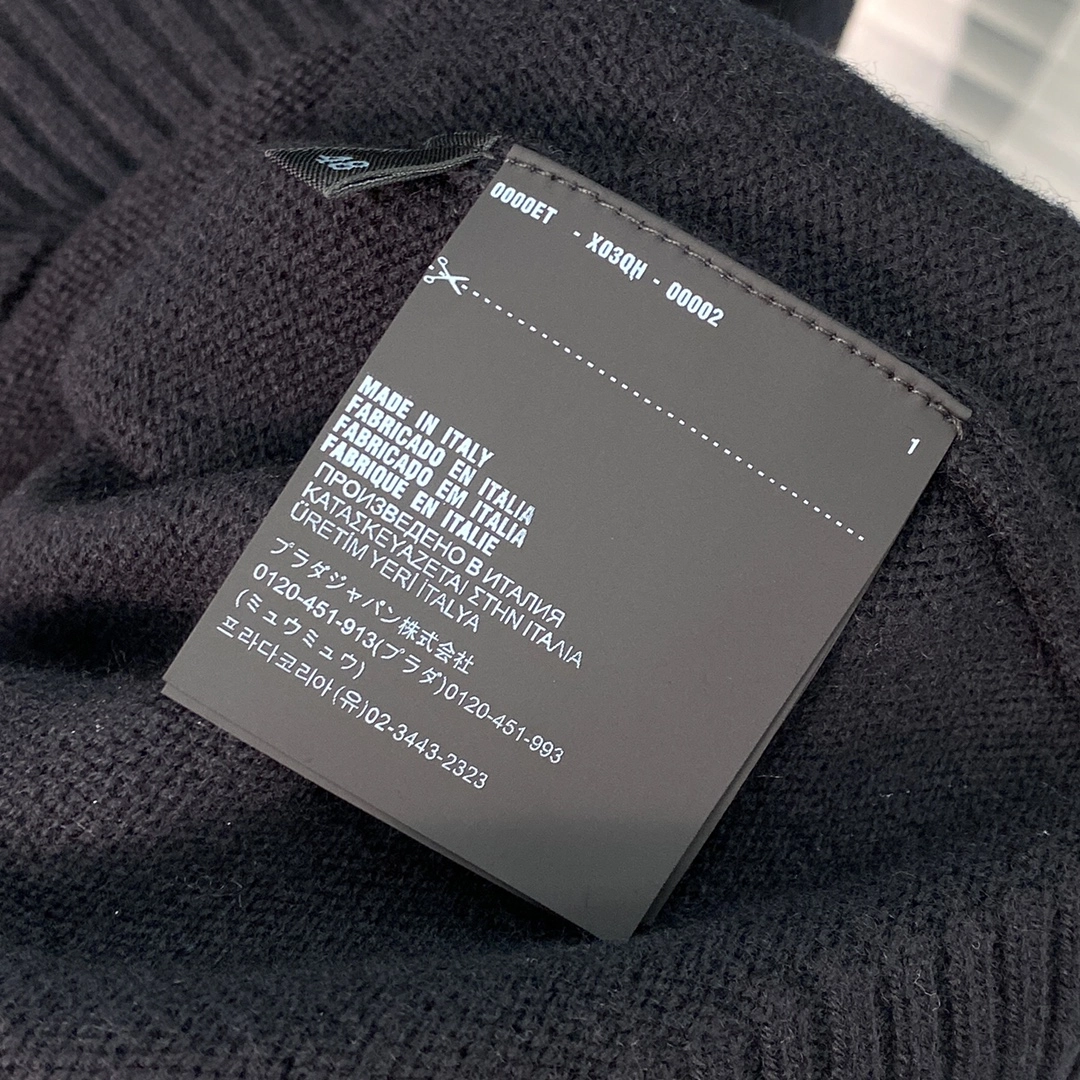 48
0000ET - X03QH - 00002
1
MADE IN ITALY
FABRICADO EN ITALIA
FABRICADO EM ITALIA
FABRIQUE EN ITALIE
ПРОИЗВЕДЕНО В ИТАЛИЯ
ΚΑΤΑΣΚΕΥΑΖΕΤΑΙ ΣΤΗΝ ΙΤΑΛΙΑ
ÜRETİM YERİ İTALYA
プラダジャパン株式会社
0120-451-913(プラダ)0120-451-993
(ミュウミュウ)
프라다코리아(유)02-3443-2323